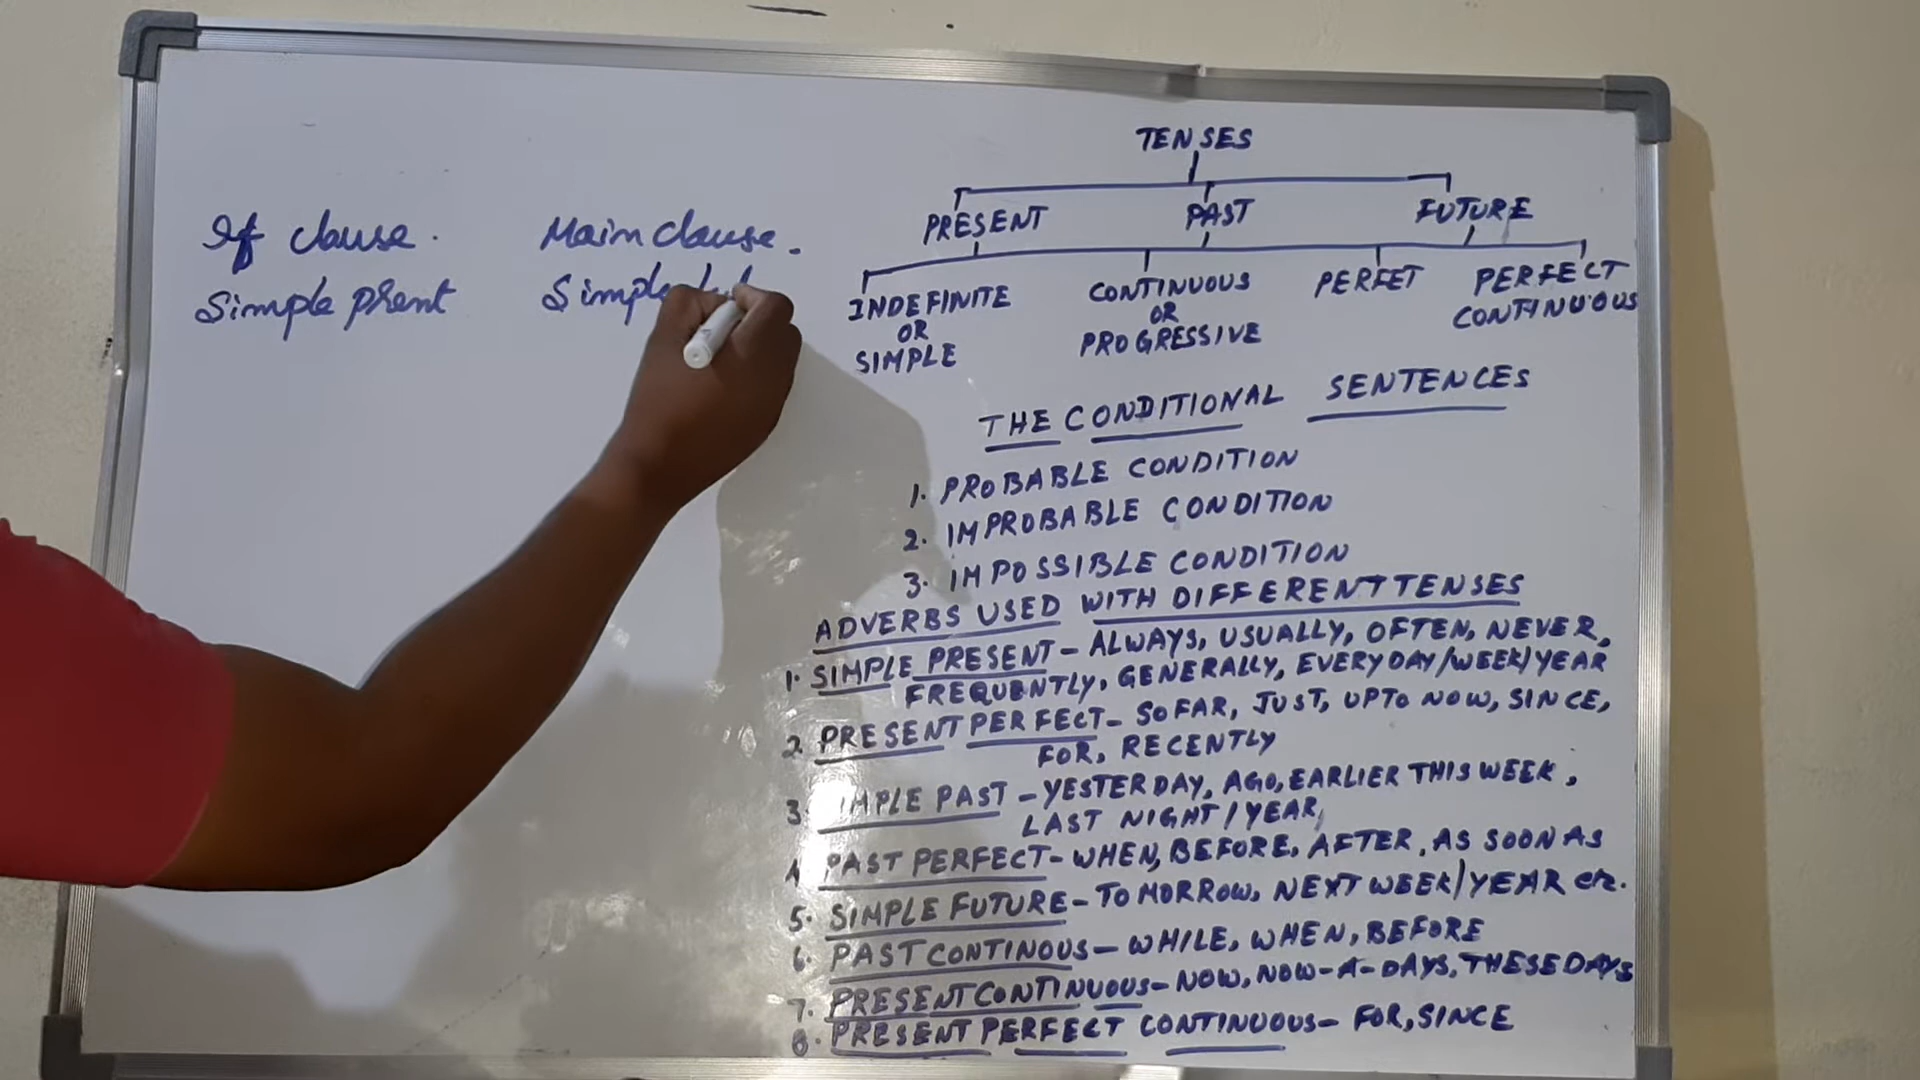 If clause. Main clause.
Simple prsent Simple
TENSES
PRESENT PAST FUTURE
INDEFINITE OR SIMPLE
CONTINUOUS OR PROGRESSIVE
PERFET
PERFECT CONTINUOUS
THE CONDITIONAL SENTENCES
1. PROBABLE CONDITION
2. IMPROBABLE CONDITION
3. IMPOSSIBLE CONDITION
ADVERBS USED WITH DIFFERENT TENSES
1. SIMPLE PRESENT - ALWAYS, USUALLY, OFTEN, NEVER,
FREQUENTLY, GENERALLY, EVERYDAY/WEEK/YEAR
2. PRESENT PERFECT - SO FAR, JUST, UPTO NOW, SINCE,
FOR, RECENTLY
3. SIMPLE PAST - YESTERDAY, AGO, EARLIER THIS WEEK,
LAST NIGHT/YEAR,
4 PAST PERFECT - WHEN, BEFORE, AFTER, AS SOON AS
5. SIMPLE FUTURE - TOMORROW, NEXT WEEK/YEAR etc.
6. PAST CONTINOUS - WHILE, WHEN, BEFORE
7. PRESENT CONTINUOUS - NOW, NOW-A-DAYS, THESE DAYS
8. PRESENT PERFECT CONTINUOUS - FOR, SINCE